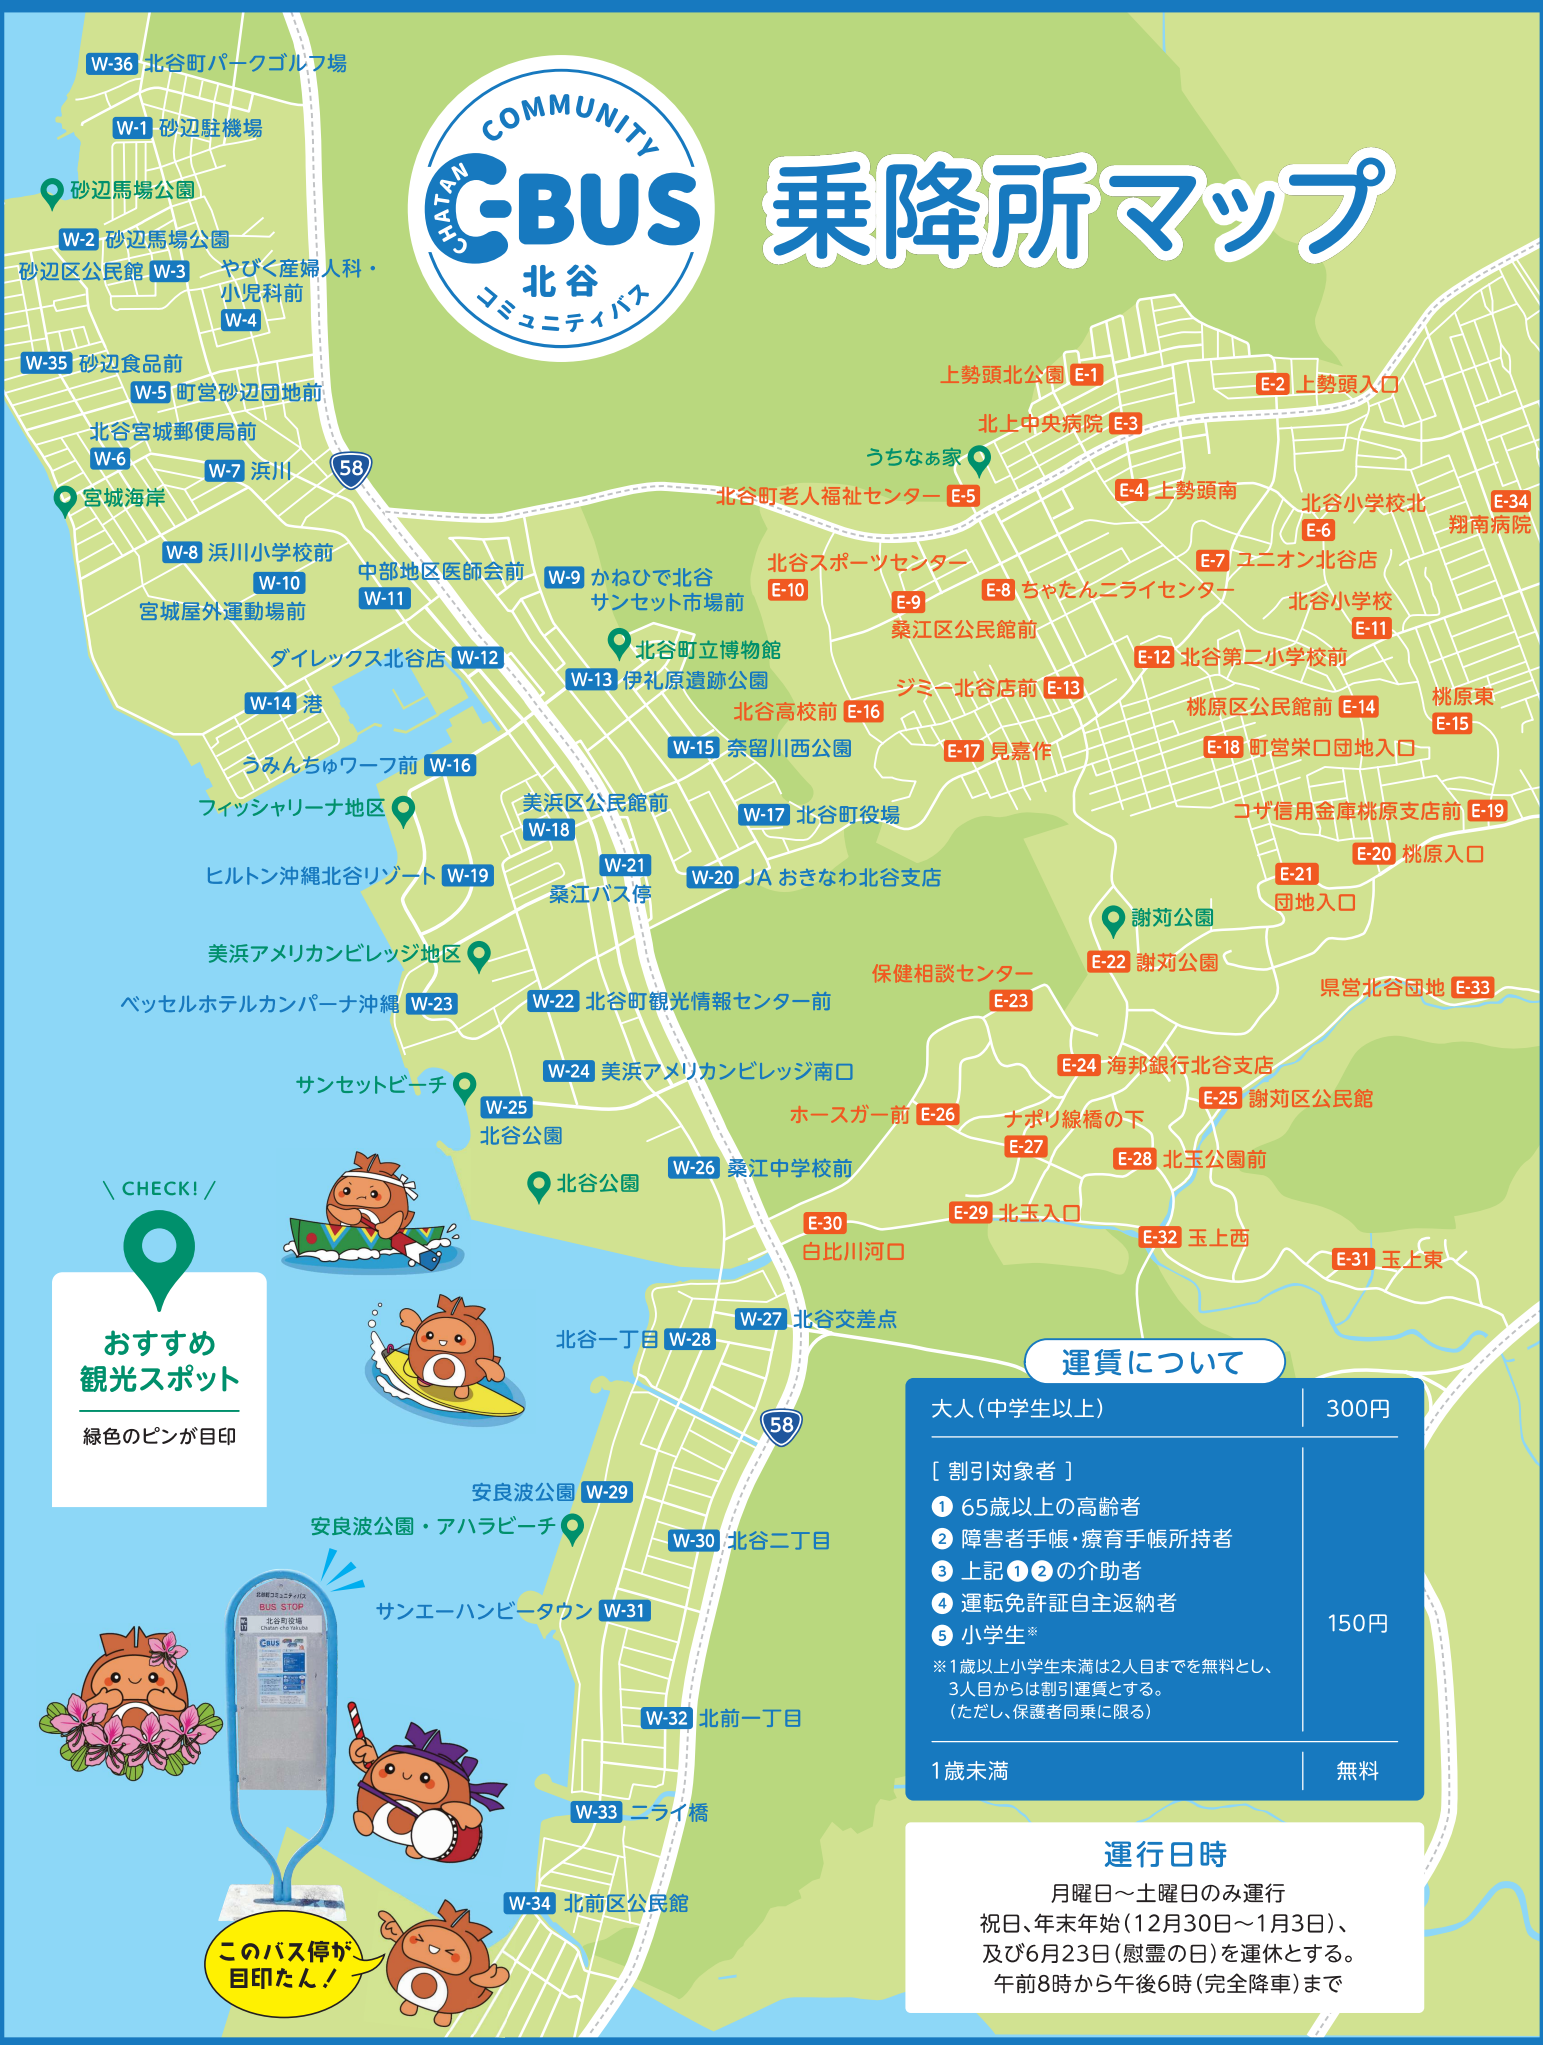 COMMUNITY
CHATAN
C-BUS
北谷
コミュニティバス
乗降所マップ
W-36 北谷町パークゴルフ場
W-1 砂辺駐機場
砂辺馬場公園
W-2 砂辺馬場公園
砂辺区公民館 W-3
やびく産婦人科・
小児科前
W-4
W-35 砂辺食品前
W-5 町営砂辺団地前
北谷宮城郵便局前
W-6
W-7 浜川
58
宮城海岸
W-8 浜川小学校前
W-10
宮城屋外運動場前
中部地区医師会前
W-11
W-9 かねひで北谷
サンセット市場前
北谷町立博物館
ダイレックス北谷店 W-12
W-13 伊礼原遺跡公園
W-14 港
W-15 奈留川西公園
うみんちゅワーフ前 W-16
フィッシャリーナ地区
美浜区公民館前
W-18
W-17 北谷町役場
ヒルトン沖縄北谷リゾート W-19
W-21
桑江バス停
W-20 JA おきなわ北谷支店
美浜アメリカンビレッジ地区
ベッセルホテルカンパーナ沖縄 W-23
W-22 北谷町観光情報センター前
サンセットビーチ
W-24 美浜アメリカンビレッジ南口
W-25
北谷公園
北谷公園
W-26 桑江中学校前
W-27 北谷交差点
北谷一丁目 W-28
58
安良波公園 W-29
安良波公園・アハラビーチ
W-30 北谷二丁目
サンエーハンビータウン W-31
W-32 北前一丁目
W-33 ニライ橋
W-34 北前区公民館
上勢頭北公園 E-1
E-2 上勢頭入口
北上中央病院 E-3
うちなぁ家
北谷町老人福祉センター E-5
E-4 上勢頭南
北谷小学校北
E-6
E-34
翔南病院
E-7 ユニオン北谷店
北谷スポーツセンター
E-10
E-9
桑江区公民館前
E-8 ちゃたんニライセンター
北谷小学校
E-11
E-12 北谷第二小学校前
ジミー北谷店前 E-13
北谷高校前 E-16
桃原区公民館前 E-14
桃原東
E-15
E-17 見嘉作
E-18 町営栄口団地入口
コザ信用金庫桃原支店前 E-19
E-20 桃原入口
E-21
団地入口
謝苅公園
E-22 謝苅公園
保健相談センター
E-23
県営北谷団地 E-33
E-24 海邦銀行北谷支店
E-25 謝苅区公民館
ホースガー前 E-26
ナポリ線橋の下
E-27
E-28 北玉公園前
E-29 北玉入口
E-30
白比川河口
E-32 玉上西
E-31 玉上東
CHECK!
おすすめ
観光スポット
緑色のピンが目印
北谷町コミュニティバス
BUS STOP
W-17
北谷町役場
Chatan cho Yakuba
C-BUS
このバス停が
目印たん!
運賃について
大人(中学生以上) 300円
[ 割引対象者 ]
1 65歳以上の高齢者
2 障害者手帳・療育手帳所持者
3 上記12の介助者
4 運転免許証自主返納者
5 小学生※
150円
※1歳以上小学生未満は2人目までを無料とし、
3人目からは割引運賃とする。
(ただし、保護者同乗に限る)
1歳未満 無料
運行日時
月曜日～土曜日のみ運行
祝日、年末年始(12月30日～1月3日)、
及び6月23日(慰霊の日)を運休とする。
午前8時から午後6時(完全降車)まで